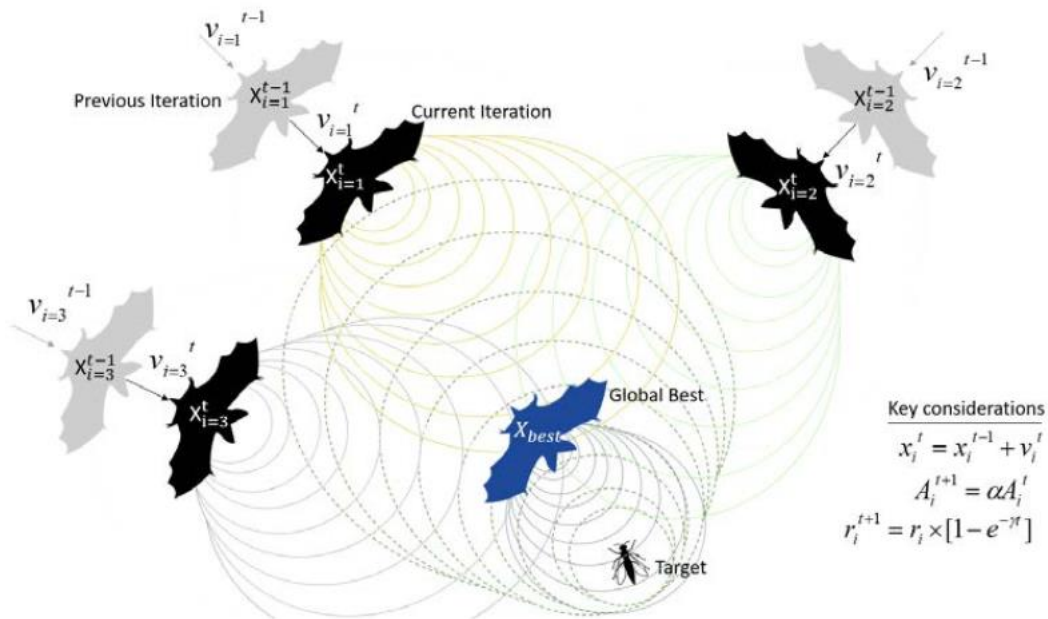 v_{i=1}^{t-1}
v_{i=2}^{t-1}
Previous Iteration
X_{i=1}^{t-1}
X_{i=2}^{t-1}
v_{i=1}^{t}
Current Iteration
X_{i=1}^{t}
X_{i=2}^{t}
v_{i=2}^{t}
v_{i=3}^{t-1}
X_{i=3}^{t-1}
v_{i=3}^{t}
X_{i=3}^{t}
Global Best
X_{best}
Target
Key considerations
x_i^t = x_i^{t-1} + v_i^t
A_i^{t+1} = αA_i^t
r_i^{t+1} = r_i × [1 − e^{−γt}]